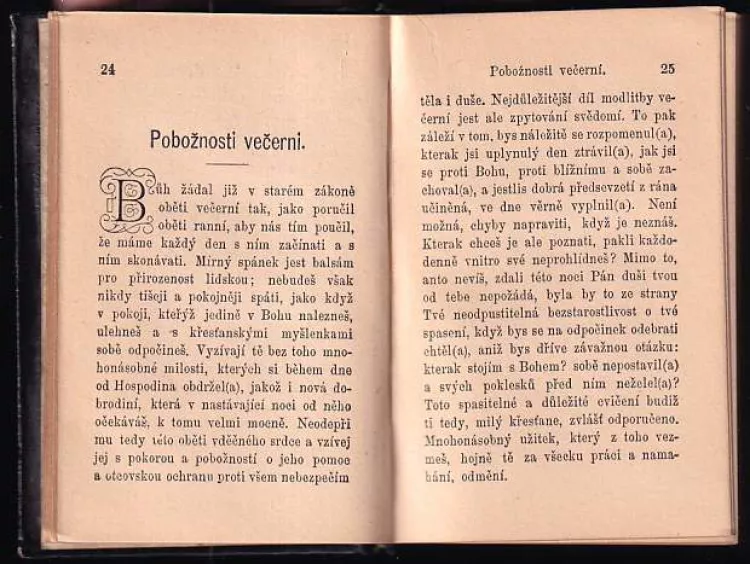 24
Pobožnosti večerni.
Bůh žádal již v starém zákoně
oběti večerní tak, jako poručil
oběti ranní, aby nás tím poučil,
že máme každý den s ním začínati a s
ním skonávati. Mírný spánek jest balsám
pro přirozenost lidskou; nebudeš však
nikdy tišeji a pokojněji spáti, jako když
v pokoji, kterýž jedině v Bohu nalezneš,
ulehneš a s křesťanskými myšlenkami
sobě odpočineš. Vyzívají tě bez toho mno-
honásobné milosti, kterých si během dne
od Hospodina obdržel(a), jakož i nová do-
brodiní, která v nastávající noci od něho
očekáváš, k tomu velmi mocně. Neodepři
mu tedy této oběti vděčného srdce a vzívej
jej s pokorou a pobožností o jeho pomoc
a otcovskou ochranu proti všem nebezpečím
Pobožnosti večerní. 25
těla i duše. Nejdůležitější díl modlitby ve-
černí jest ale zpytování svědomí. To pak
záleží v tom, bys náložitě se rozpomenul(a),
kterak jsi uplynulý den ztrávil(a), jak jsi
se proti Bohu, proti bližnímu a sobě za-
choval(a), a jestlis dobrá předsevzetí z rána
učiněná, ve dne věrně vyplnil(a). Není
možná, chyby napraviti, když je neznáš.
Kterak chceš je ale poznati, pakli každo-
denně vnitro své neprohlídneš? Mimo to,
anto nevíš, zdali této noci Pán duši tvou
od tebe nepožádá, byla by to ze strany
Tvé neodpustitelná bezstarostlivost o tvé
spasení, když bys se na odpočinek odebrati
chtěl(a), aniž bys dříve závažnou otázku:
kterak stojím s Bohem? sobě nepostavil(a)
a svých poklesků před ním neželel(a)?
Toto spasitelné a důležité cvičení budiž
ti tedy, milý křesťane, zvlášť odporučeno.
Mnohonásobný užitek, který z toho vez-
meš, hojně tě za všecku práci a nama-
hání, odmění.